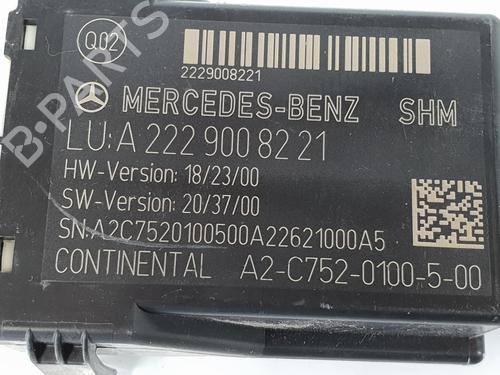 Q02
2229008221
MERCEDES-BENZ SHM
LU:A 222 900 82 21
HW-Version: 18/23/00
SW-Version: 20/37/00
SN:A2C7520100500A22621000A5
CONTINENTAL A2-C752-0100-5-00
B-PARTS